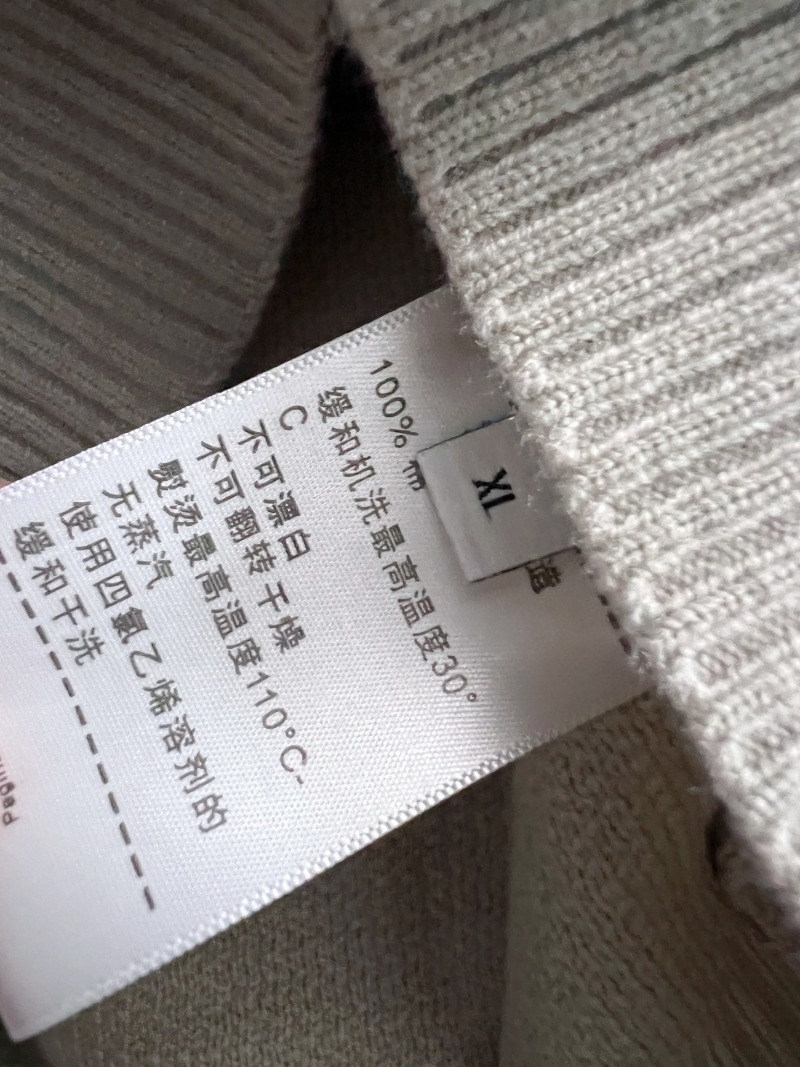 造
XL
100% 棉
缓和机洗最高温度30°
C
不可漂白
不可翻转干燥
熨烫最高温度110°C-
无蒸汽
使用四氯乙烯溶剂的
缓和干洗